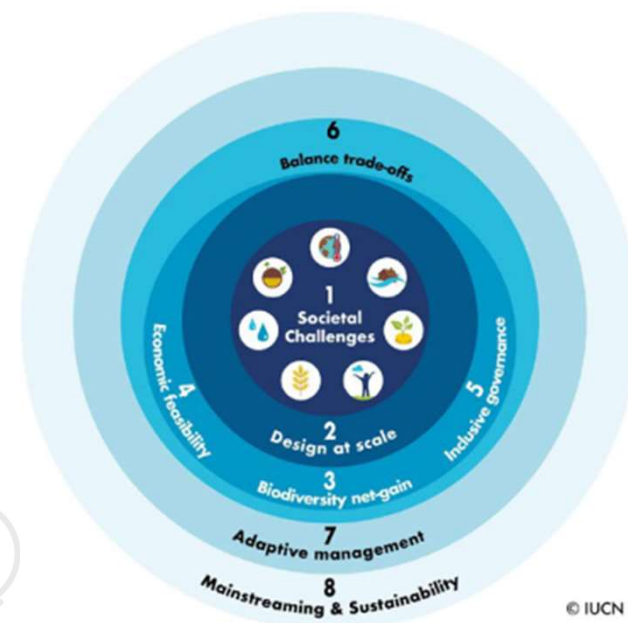 6
Balance trade-offs
1
Societal
Challenges
2
Design at scale
3
Biodiversity net-gain
4
Economic feasibility
5
Inclusive governance
7
Adaptive management
8
Mainstreaming & Sustainability
© IUCN